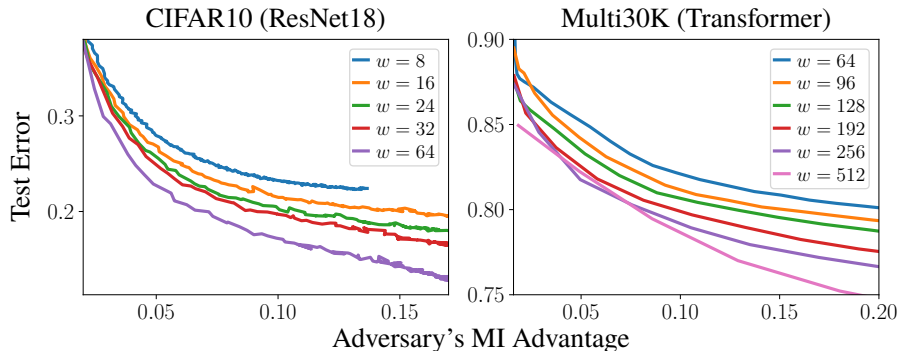 CIFAR10 (ResNet18)
Multi30K (Transformer)
Test Error
0.3
0.2
w = 8
w = 16
w = 24
w = 32
w = 64
0.05
0.10
0.15
0.90
0.85
0.80
0.75
w = 64
w = 96
w = 128
w = 192
w = 256
w = 512
0.05
0.10
0.15
0.20
Adversary's MI Advantage